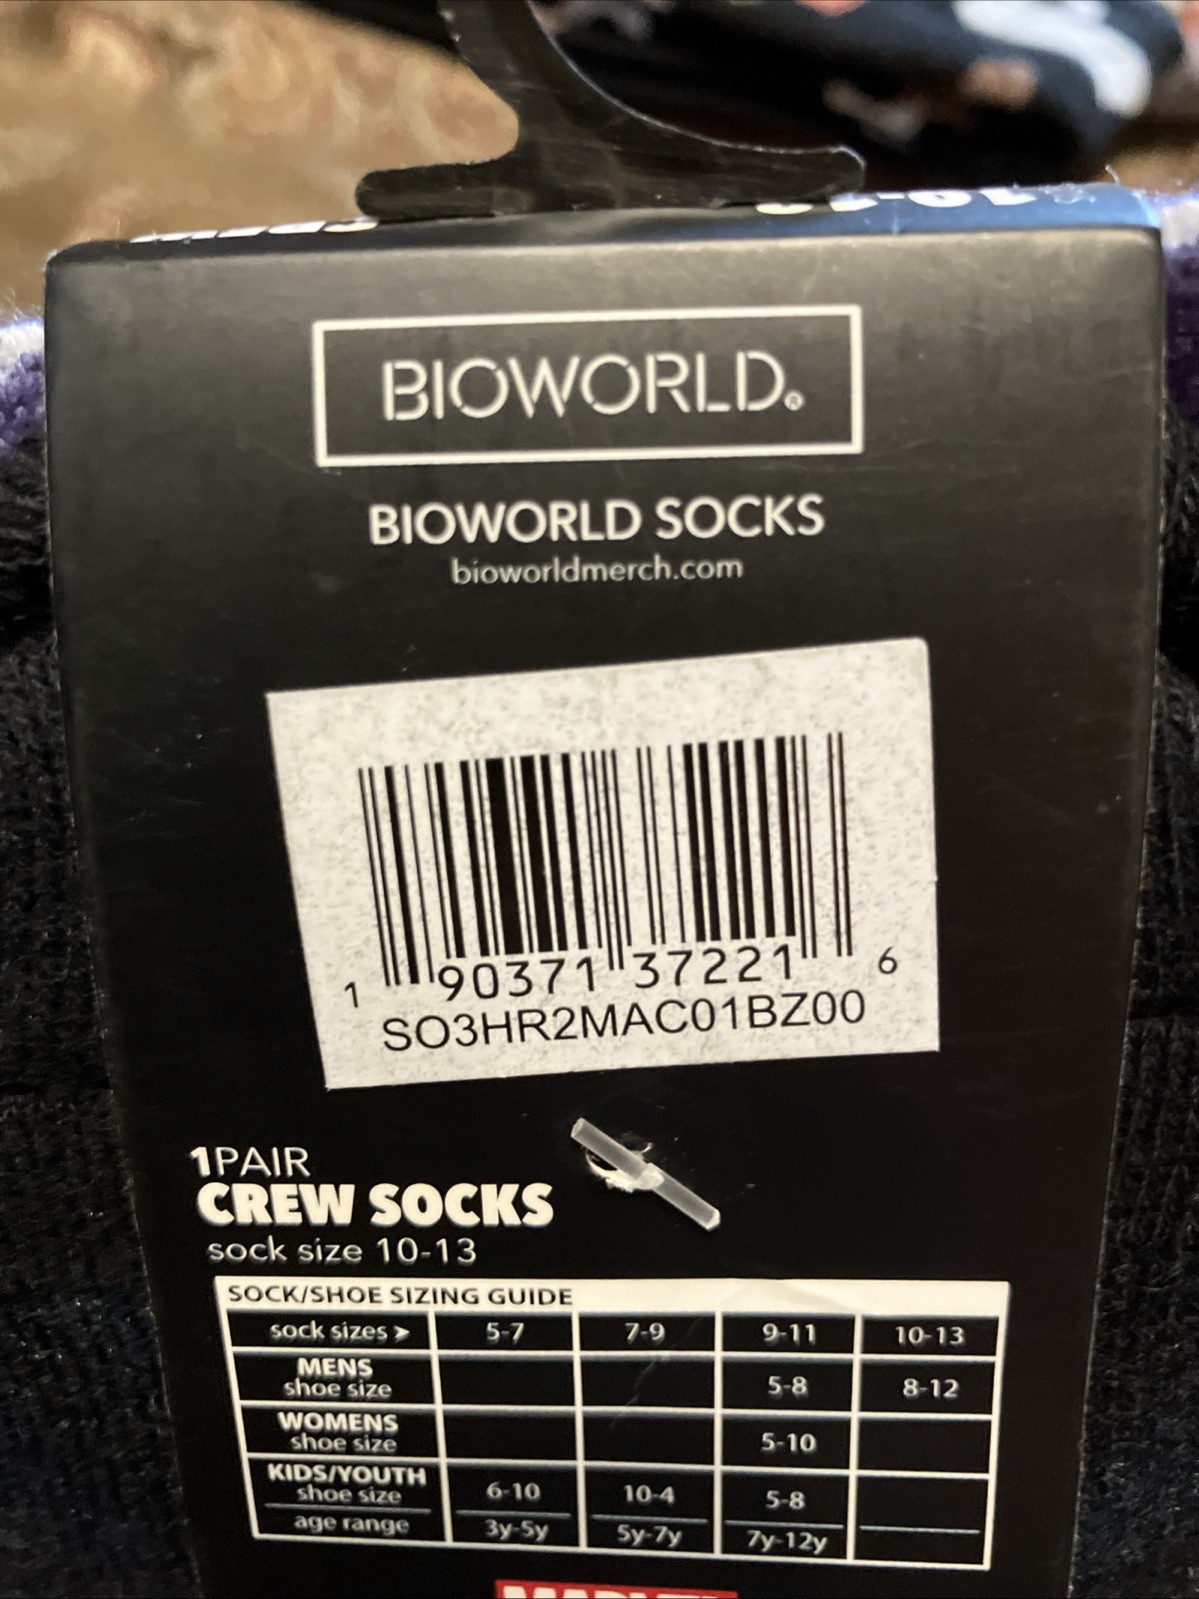 BIOWORLD®
BIOWORLD SOCKS
bioworldmerch.com
1 90371 37221 6
SO3HR2MAC01BZ00
1PAIR
CREW SOCKS
sock size 10-13
SOCK/SHOE SIZING GUIDE
sock sizes ➤ 5-7 7-9 9-11 10-13
MENS
shoe size 5-8 8-12
WOMENS
shoe size 5-10
KIDS/YOUTH
shoe size 6-10 10-4 5-8
age range 3y-5y 5y-7y 7y-12y